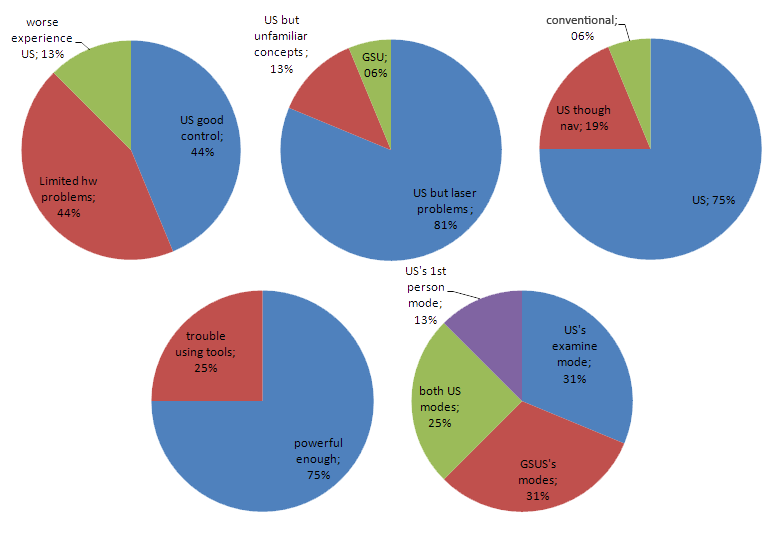 worse
experience
US; 13%
US good
control;
44%
Limited hw
problems;
44%
US but
unfamiliar
concepts ;
13%
GSU;
06%
US but laser
problems ;
81%
conventional;
06%
US though
nav; 19%
US; 75%
trouble
using tools;
25%
powerful
enough;
75%
US's 1st
person
mode;
13%
US's
examine
mode;
31%
both US
modes;
25%
GSUS's
modes;
31%